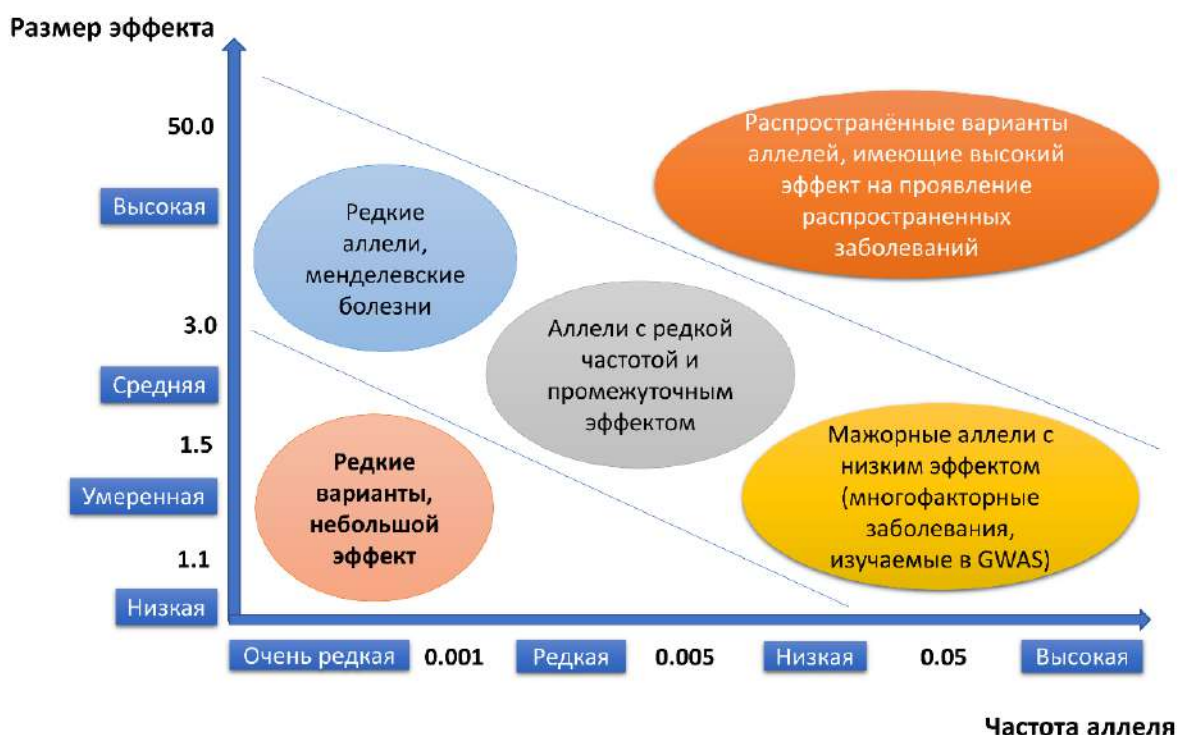 Размер эффекта
50.0
Высокая
3.0
Средняя
1.5
Умеренная
1.1
Низкая
Редкие
аллели,
менделевские
болезни
Распространённые варианты
аллелей, имеющие высокий
эффект на проявление
распространенных
заболеваний
Аллели с редкой
частотой и
промежуточным
эффектом
Редкие
варианты,
небольшой
эффект
Мажорные аллели с
низким эффектом
(многофакторные
заболевания,
изучаемые в GWAS)
Очень редкая 0.001 Редкая 0.005 Низкая 0.05 Высокая
Частота аллеля